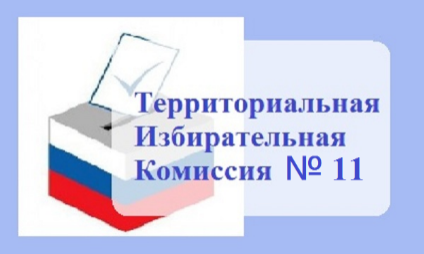 Территориальная
Избирательная
Комиссия № 11